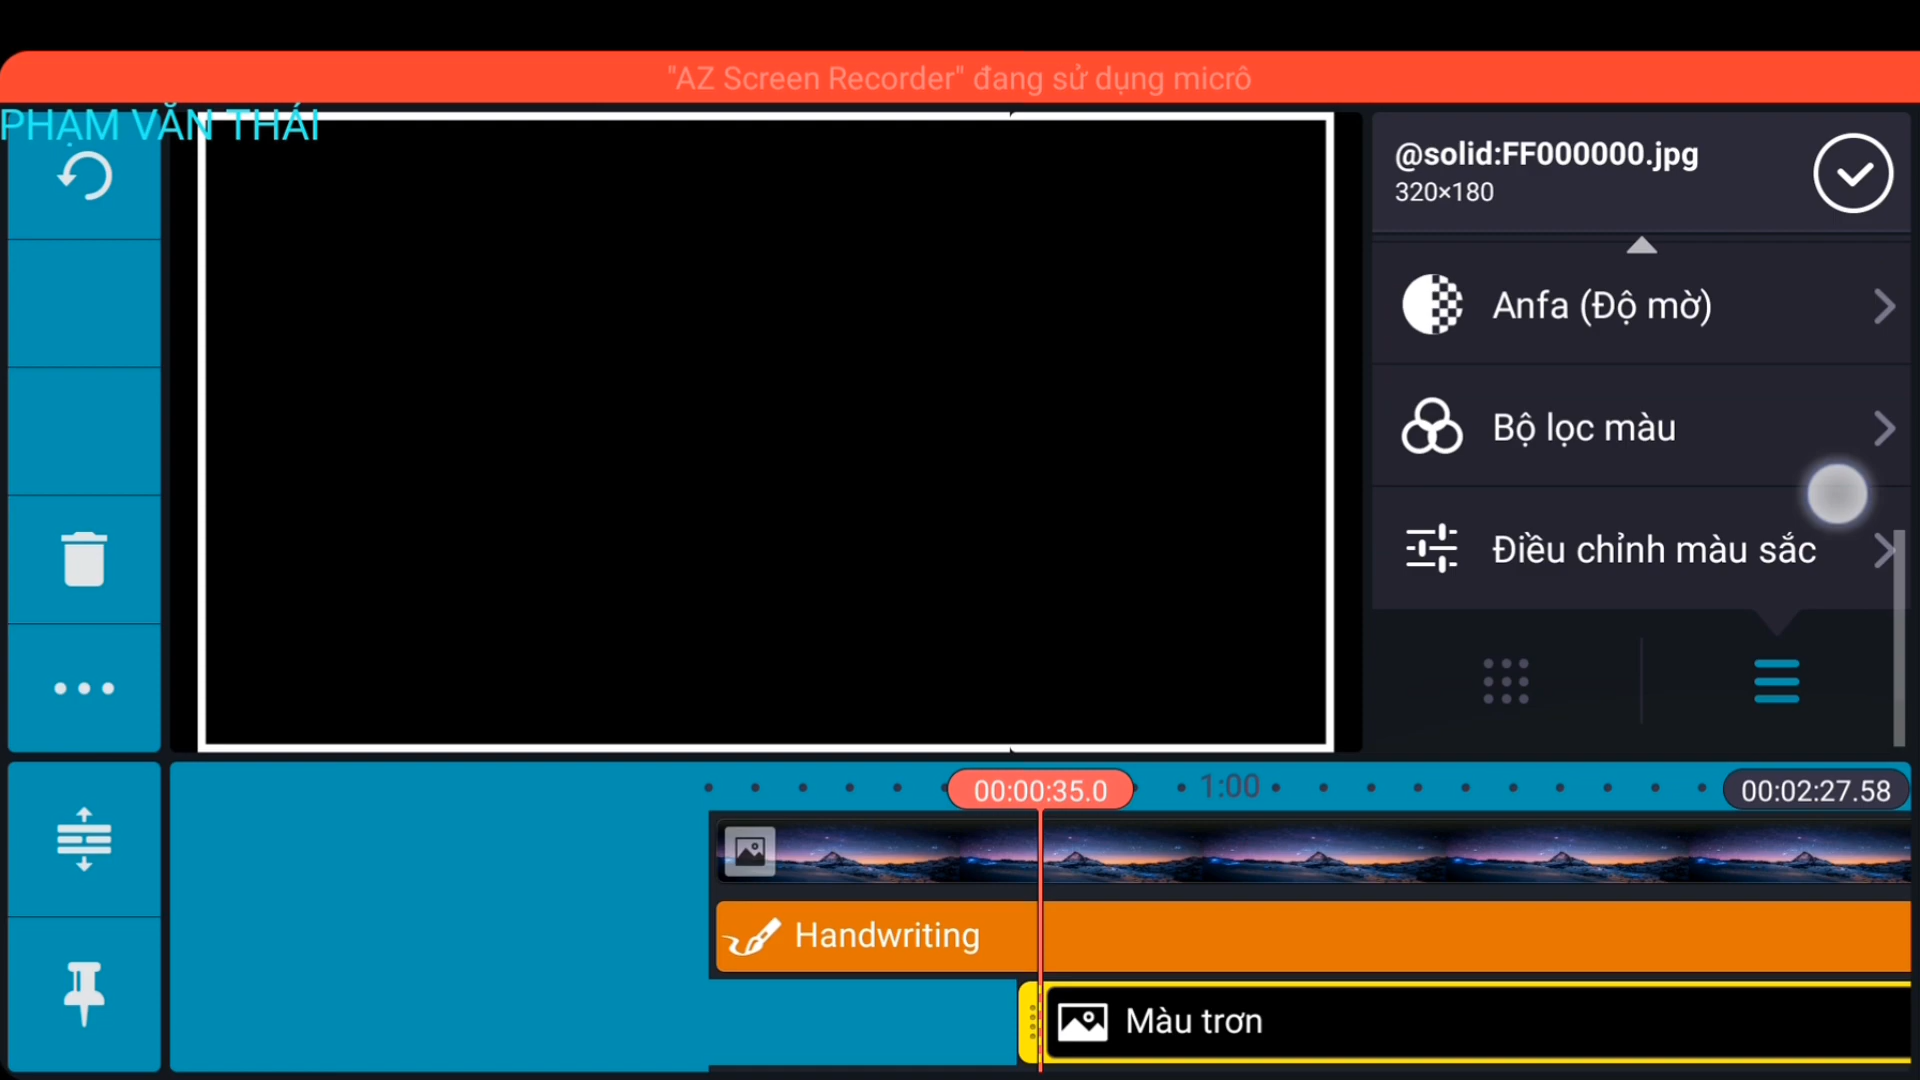 "AZ Screen Recorder" đang sử dụng micrô
PHẠM VĂN THÁI
@solid:FF000000.jpg
320×180
Anfa (Độ mờ)
Bộ lọc màu
Điều chỉnh màu sắc
00:00:35.0
1:00
00:02:27.58
Handwriting
Màu trơn